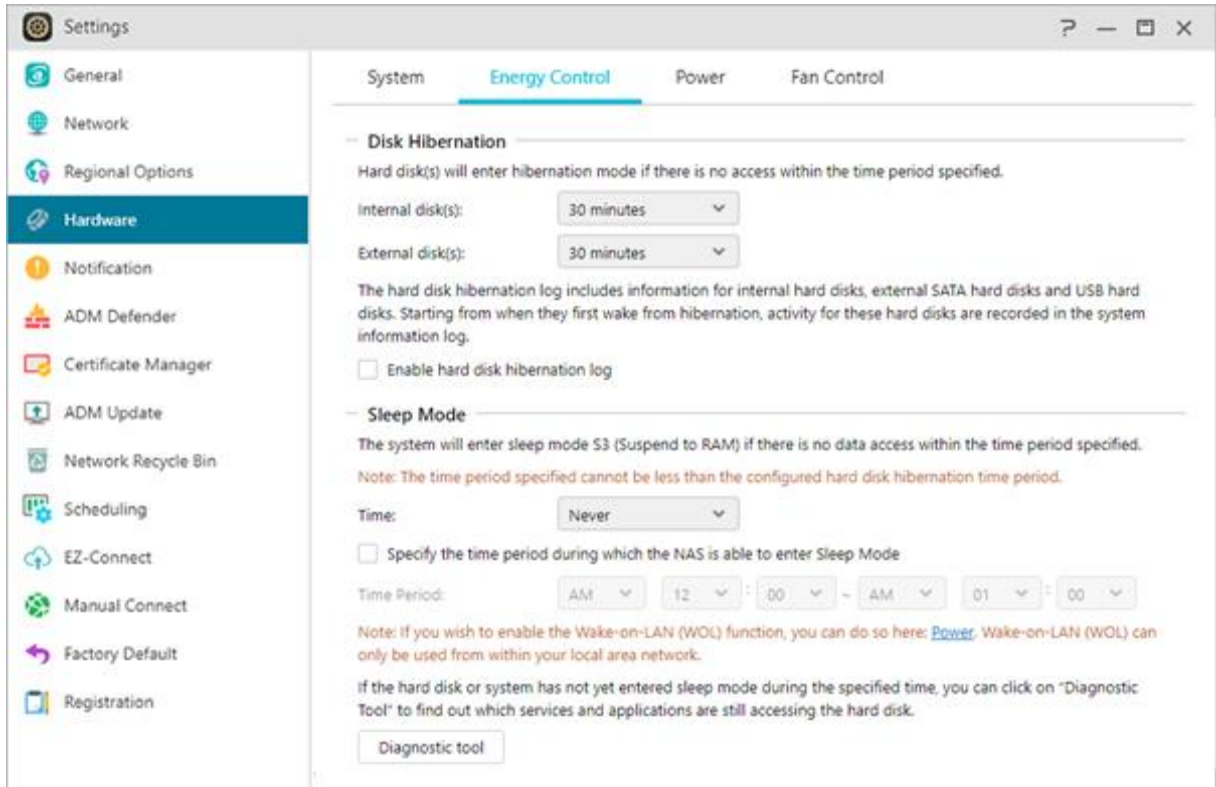 Settings
General
Network
Regional Options
Hardware
Notification
ADM Defender
Certificate Manager
ADM Update
Network Recycle Bin
Scheduling
EZ-Connect
Manual Connect
Factory Default
Registration
System Energy Control Power Fan Control
Disk Hibernation
Hard disk(s) will enter hibernation mode if there is no access within the time period specified.
Internal disk(s): 30 minutes
External disk(s): 30 minutes
The hard disk hibernation log includes information for internal hard disks, external SATA hard disks and USB hard
disks. Starting from when they first wake from hibernation, activity for these hard disks are recorded in the system
information log.
Enable hard disk hibernation log
Sleep Mode
The system will enter sleep mode S3 (Suspend to RAM) if there is no data access within the time period specified.
Note: The time period specified cannot be less than the configured hard disk hibernation time period.
Time: Never
Specify the time period during which the NAS is able to enter Sleep Mode
Time Period: AM 12 : 00 ~ AM 01 : 00
Note: If you wish to enable the Wake-on-LAN (WOL) function, you can do so here: Power. Wake-on-LAN (WOL) can
only be used from within your local area network.
If the hard disk or system has not yet entered sleep mode during the specified time, you can click on "Diagnostic
Tool" to find out which services and applications are still accessing the hard disk.
Diagnostic tool